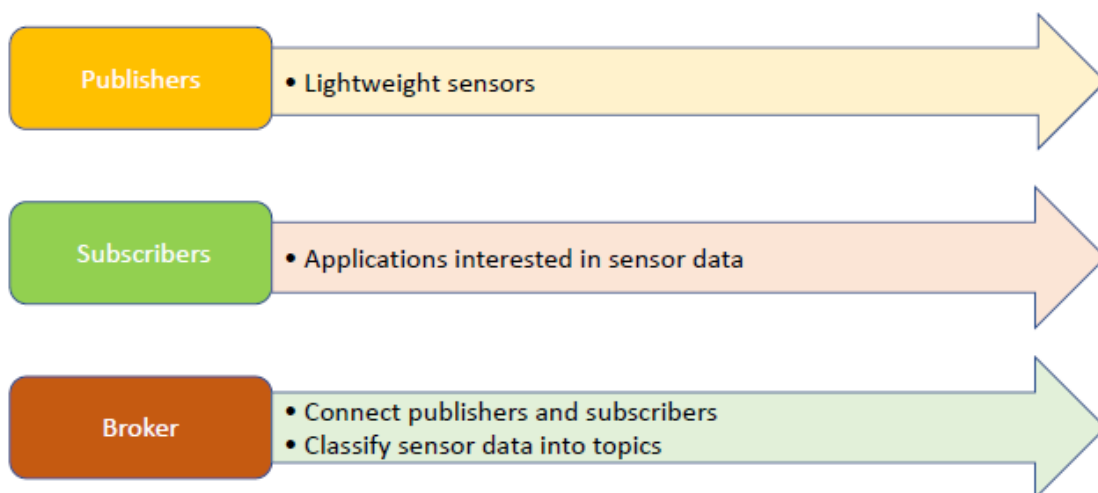 Publishers
• Lightweight sensors
Subscribers
• Applications interested in sensor data
Broker
• Connect publishers and subscribers
• Classify sensor data into topics